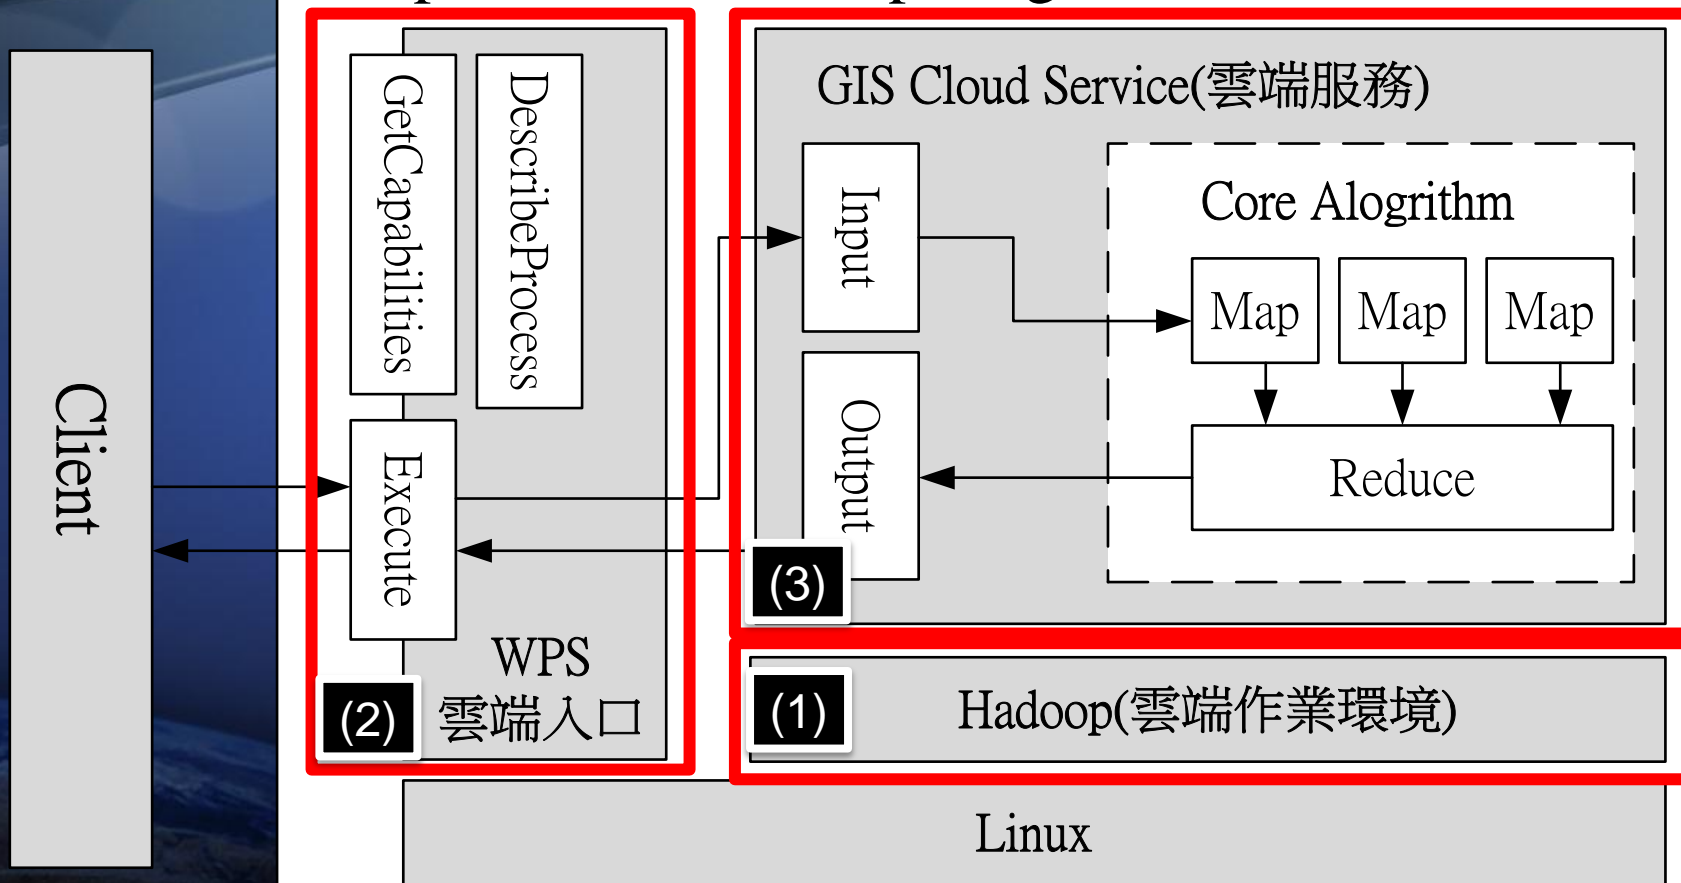 Client
GetCapabilities
DescribeProcess
Execute
WPS
雲端入口
(2)
GIS Cloud Service(雲端服務)
Input
Output
Core Alogrithm
Map
Map
Map
Reduce
(3)
(1)
Hadoop(雲端作業環境)
Linux